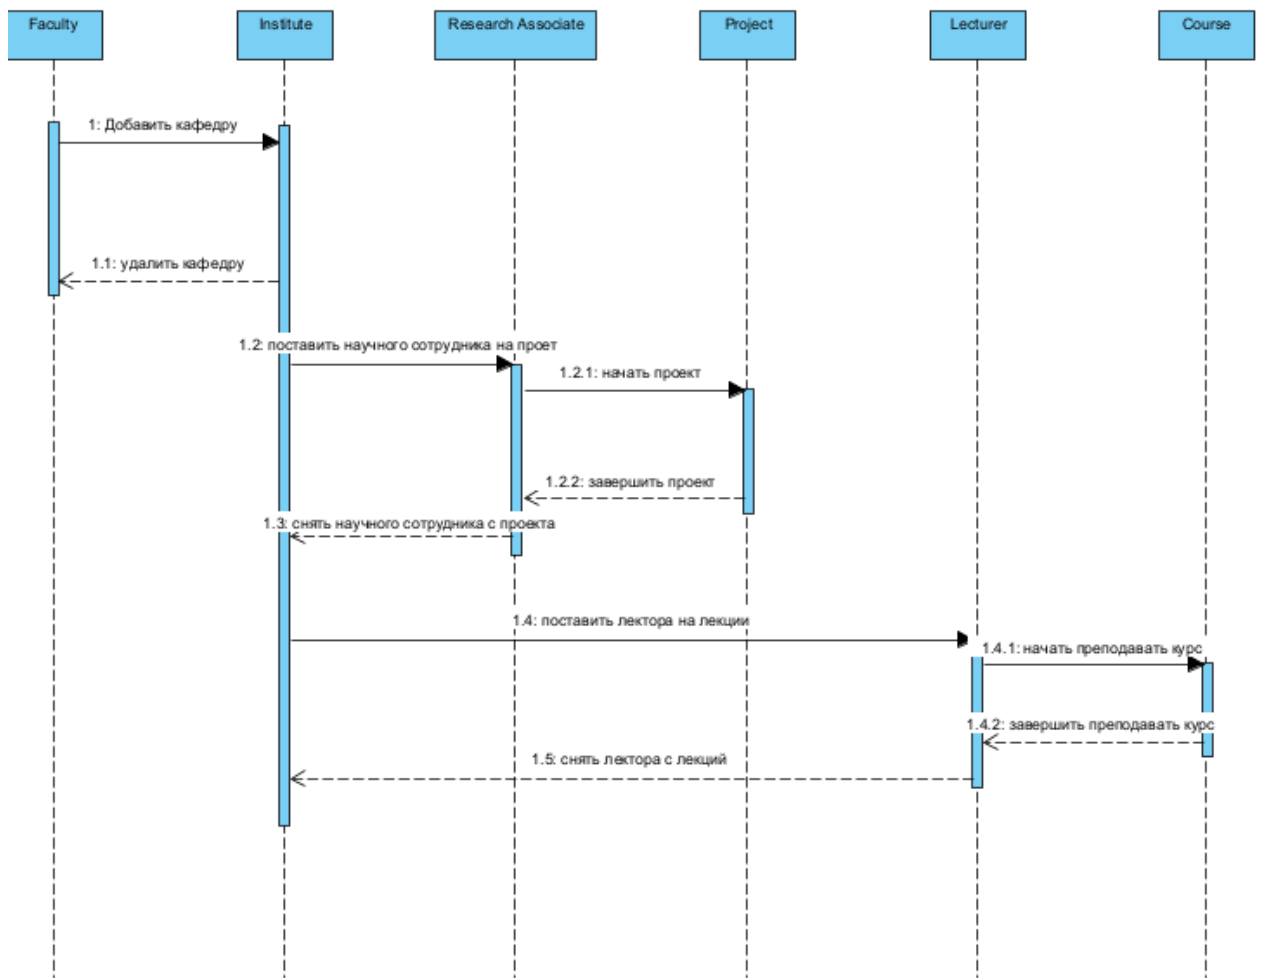 Faculty
Institute
Research Associate
Project
Lecturer
Course
1: Добавить кафедру
1.1: удалить кафедру
1.2: поставить научного сотрудника на проет
1.2.1: начать проект
1.2.2: завершить проект
1.3: снять научного сотрудника с проекта
1.4: поставить лектора на лекции
1.4.1: начать преподавать курс
1.4.2: завершить преподавать курс
1.5: снять лектора с лекций